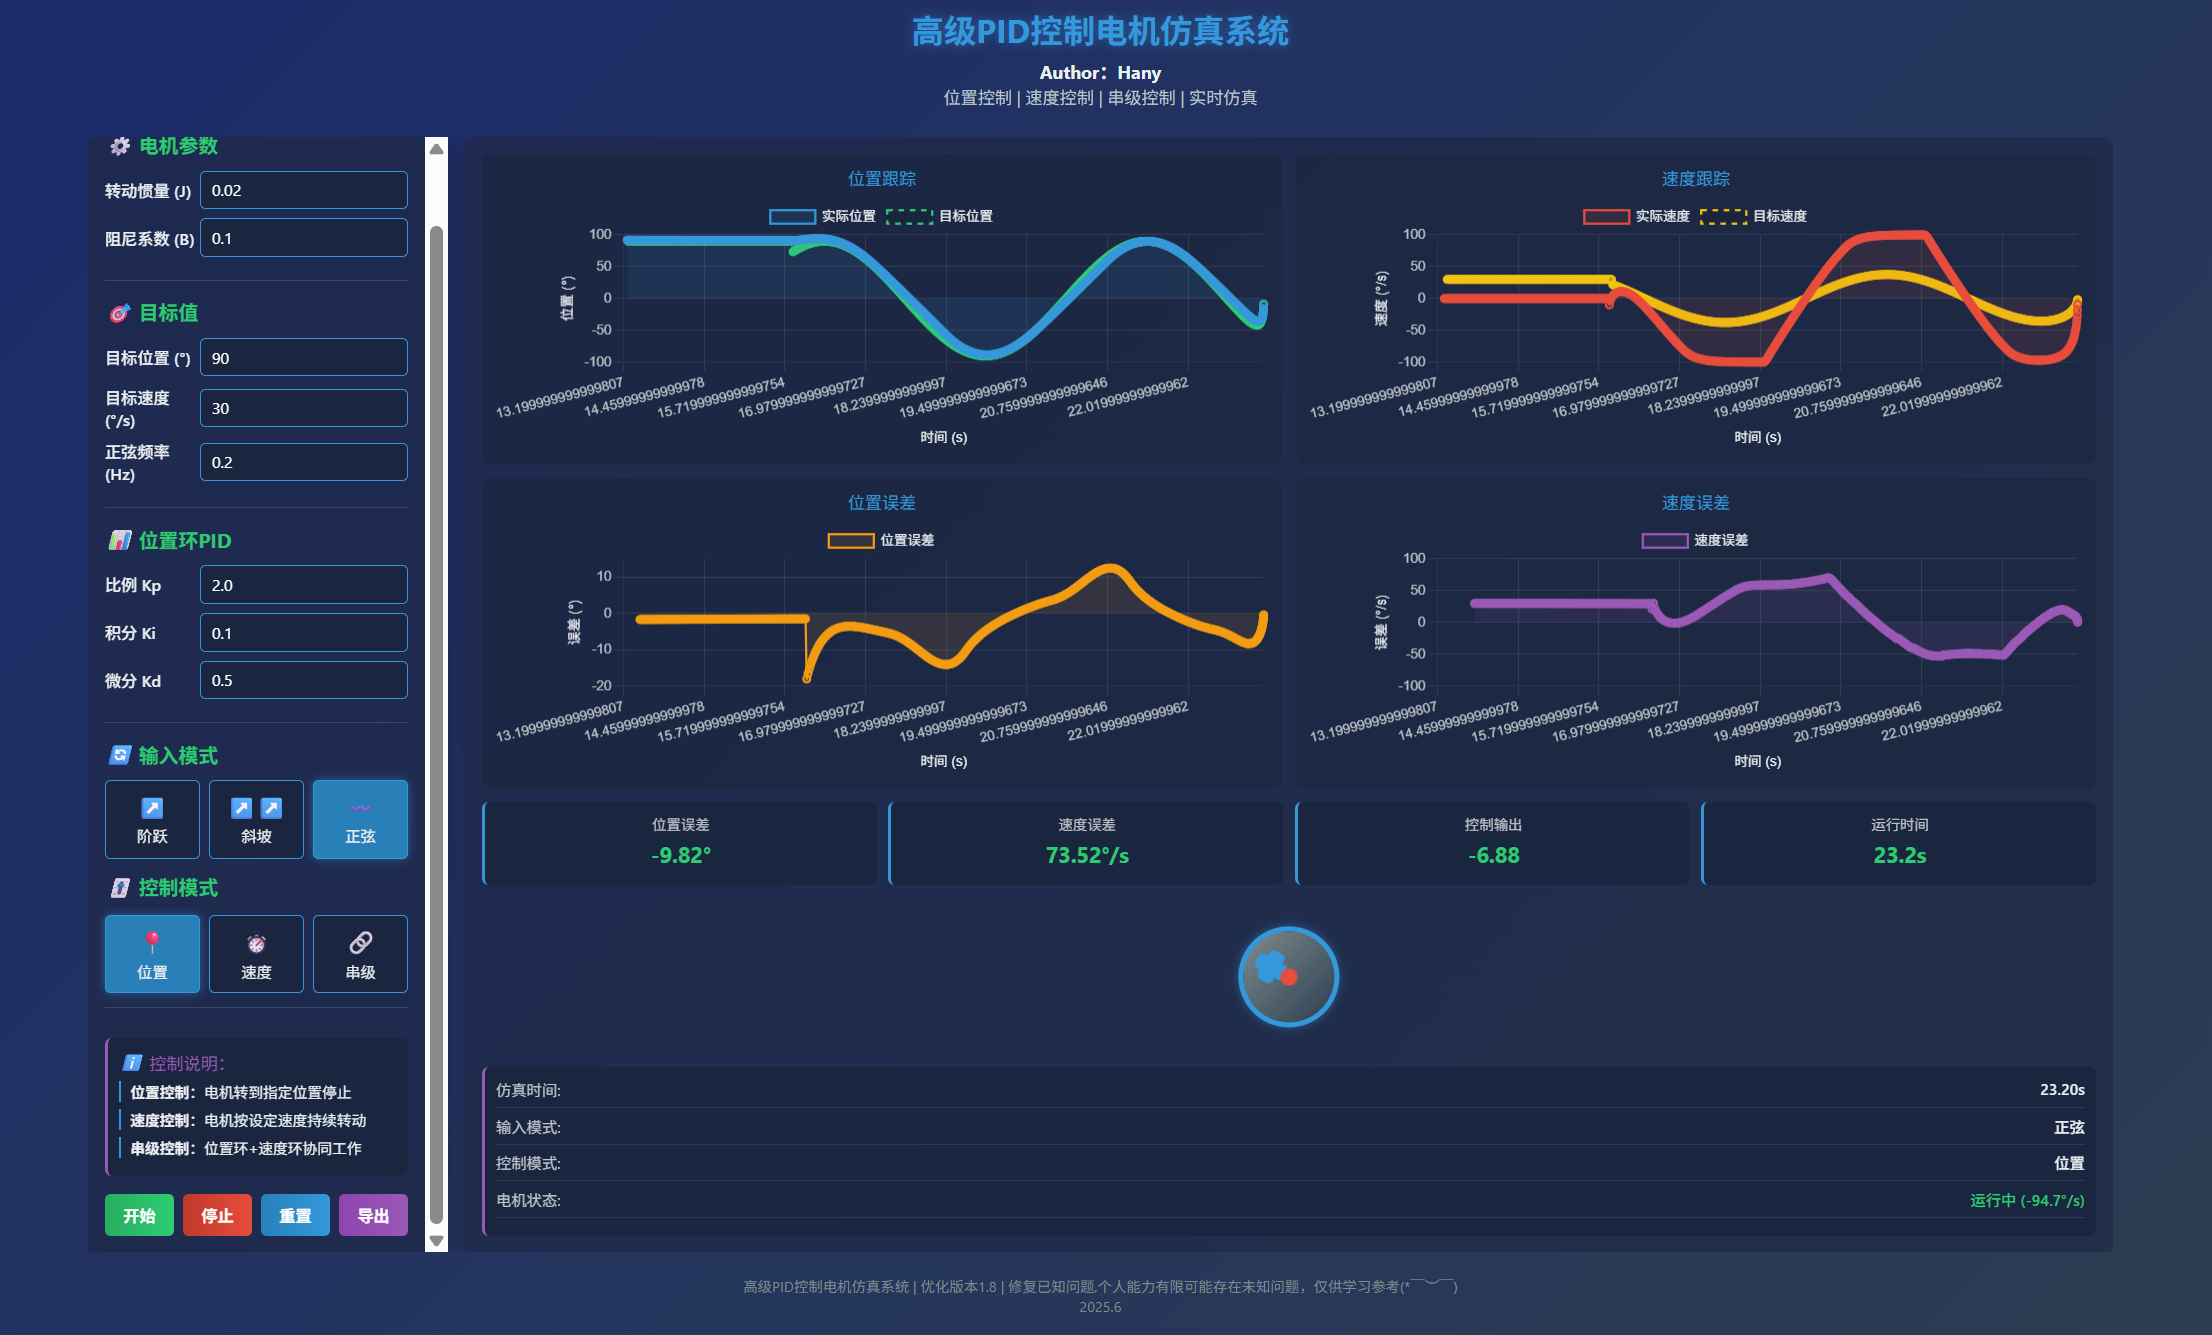 高级PID控制电机仿真系统
Author：Hany
位置控制 | 速度控制 | 串级控制 | 实时仿真
电机参数
转动惯量 (J)
0.02
阻尼系数 (B)
0.1
目标值
目标位置 (°)
90
目标速度
(°/s)
30
正弦频率
(Hz)
0.2
位置环PID
比例 Kp
2.0
积分 Ki
0.1
微分 Kd
0.5
输入模式
阶跃
斜坡
正弦
控制模式
位置
速度
串级
控制说明：
位置控制：电机转到指定位置停止
速度控制：电机按设定速度持续转动
串级控制：位置环+速度环协同工作
开始
停止
重置
导出
位置跟踪
实际位置
目标位置
位置 (°)
100
50
0
-50
-100
13.199999999999807
14.45999999999978
15.719999999999754
16.979999999999727
18.2399999999997
19.499999999999673
20.759999999999646
22.01999999999962
时间 (s)
速度跟踪
实际速度
目标速度
速度 (°/s)
100
50
0
-50
-100
13.199999999999807
14.45999999999978
15.719999999999754
16.979999999999727
18.2399999999997
19.499999999999673
20.759999999999646
22.01999999999962
时间 (s)
位置误差
位置误差
误差 (°)
10
0
-10
-20
13.199999999999807
14.45999999999978
15.719999999999754
16.979999999999727
18.2399999999997
19.499999999999673
20.759999999999646
22.01999999999962
时间 (s)
速度误差
速度误差
误差 (°/s)
100
50
0
-50
-100
13.199999999999807
14.45999999999978
15.719999999999754
16.979999999999727
18.2399999999997
19.499999999999673
20.759999999999646
22.01999999999962
时间 (s)
位置误差
-9.82°
速度误差
73.52°/s
控制输出
-6.88
运行时间
23.2s
仿真时间:
23.20s
输入模式:
正弦
控制模式:
位置
电机状态:
运行中 (-94.7°/s)
高级PID控制电机仿真系统 | 优化版本1.8 | 修复已知问题,个人能力有限可能存在未知问题，仅供学习参考(*￣︶￣)
2025.6